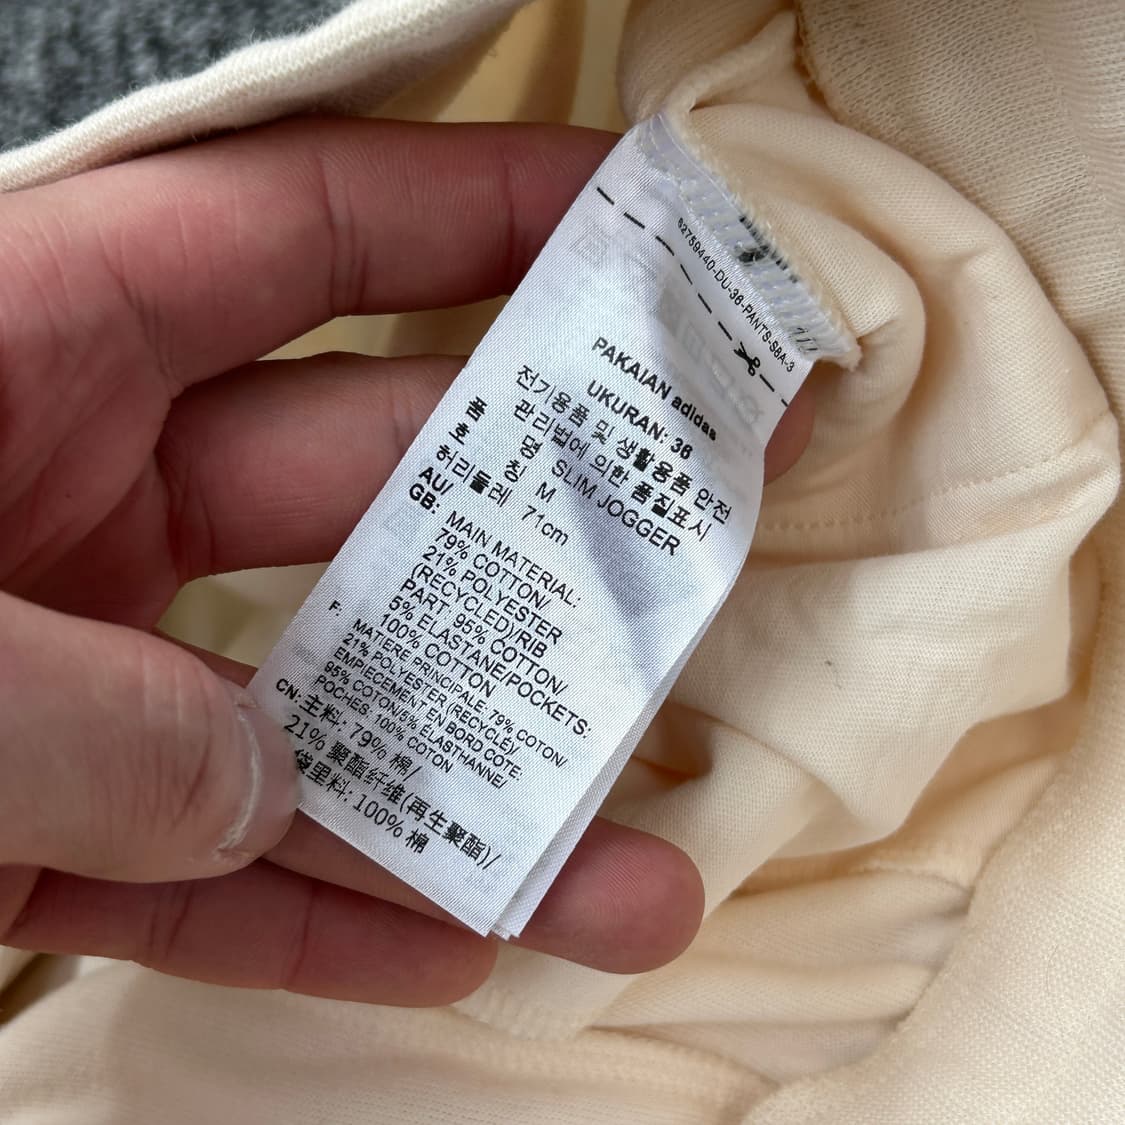 62759440-DU-36-PANTS-S8A-3
PAKAIAN adidas
UKURAN: 36
전기용품 및 생활용품 안전
관리법에 의한 품질표시
품 명 SLIM JOGGER
호 칭 M
허리둘레 71cm
AU/
GB: MAIN MATERIAL:
79% COTTON/
21% POLYESTER
(RECYCLED)/RIB
PART: 95% COTTON/
5% ELASTANE/POCKETS:
100% COTTON
F: MATIERE PRINCIPALE: 79% COTON/
21% POLYESTER (RECYCLE)/
EMPIECEMENT EN BORD COTE:
95% COTON/5% ELASTHANNE/
POCHES: 100% COTON
CN: 主料: 79% 棉/
21% 聚酯纤维(再生聚酯)/
袋里料: 100% 棉